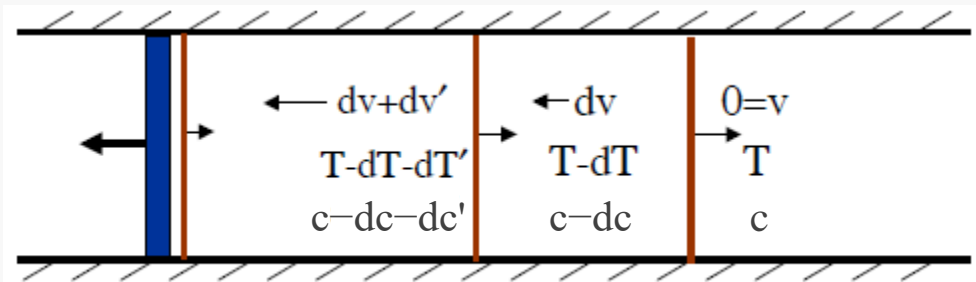 dv+dv′ dv 0=v
T-dT-dT′ T-dT T
c−dc−dc' c−dc c